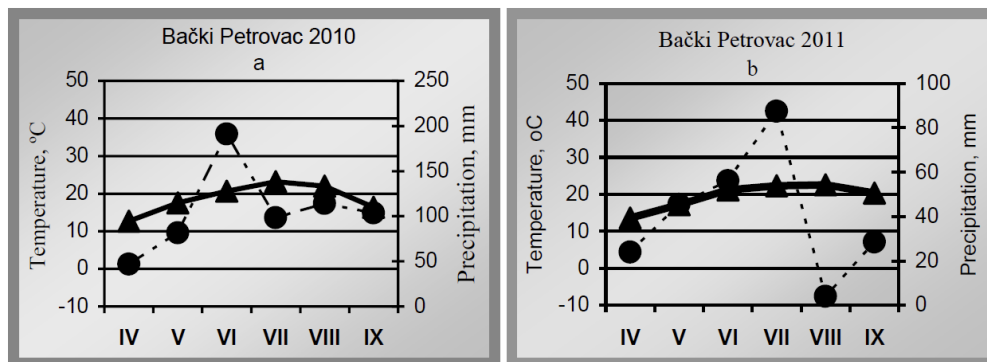 Bački Petrovac 2010
a
Temperature, ºC
50
40
30
20
10
0
-10
250
200
150
100
50
0
Precipitation, mm
IV V VI VII VIII IX
Bački Petrovac 2011
b
Temperature, oC
50
40
30
20
10
0
-10
100
80
60
40
20
0
Precipitation, mm
IV V VI VII VIII IX